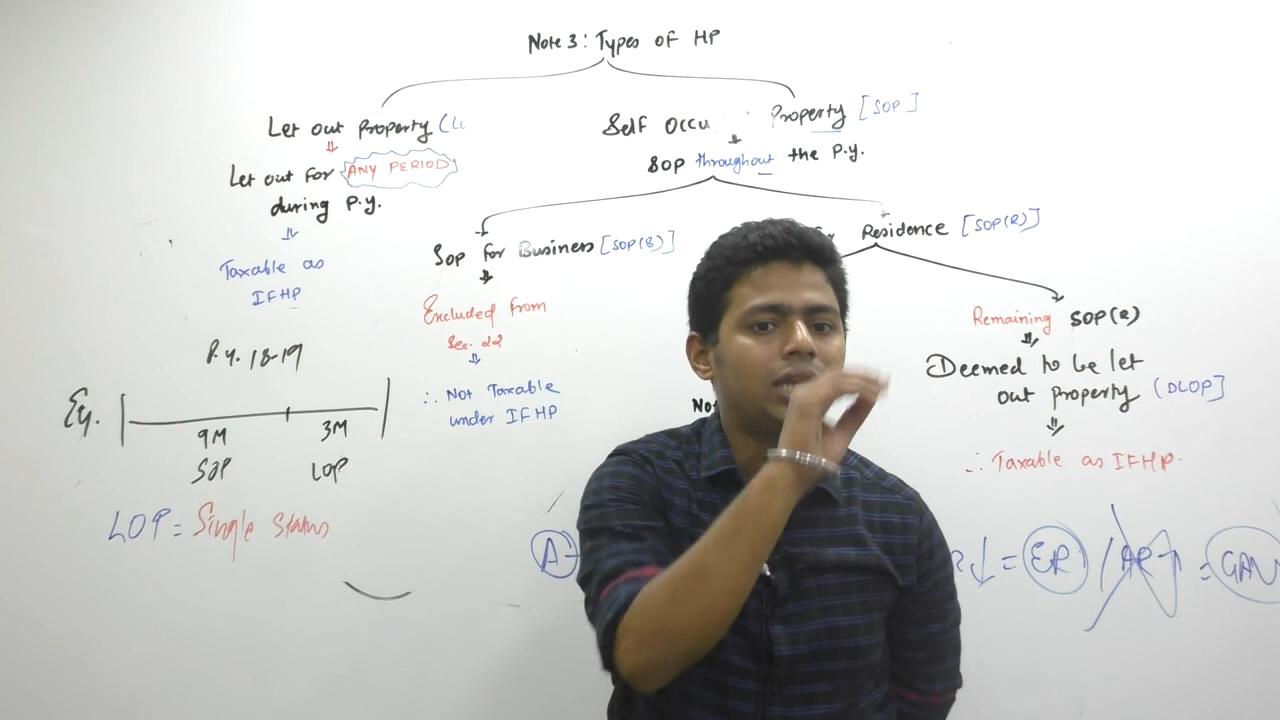 Note 3: Types of HP
Let out Property
Let out for ANY PERIOD
during P.y.
Taxable as
IFHP
Self Occu Property [SOP]
SOP throughout the P.y.
SOP for Business [SOP(B)]
Excluded from
Sec. 22
∴ Not Taxable
under IFHP
Residence [SOP(R)]
Remaining SOP(R)
Deemed to be let
out property (DLOP]
∴ Taxable as IFHP.
P.y. 18-19
Eg.
9M 3M
SOP LOP
LOP = Single Status
= ER / AR = GAV